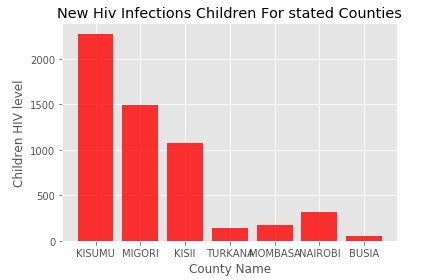 New Hiv Infections Children For stated Counties
Children HIV level
2000
1500
1000
500
0
KISUMU MIGORI KISII TURKANA MOMBASA NAIROBI BUSIA
County Name